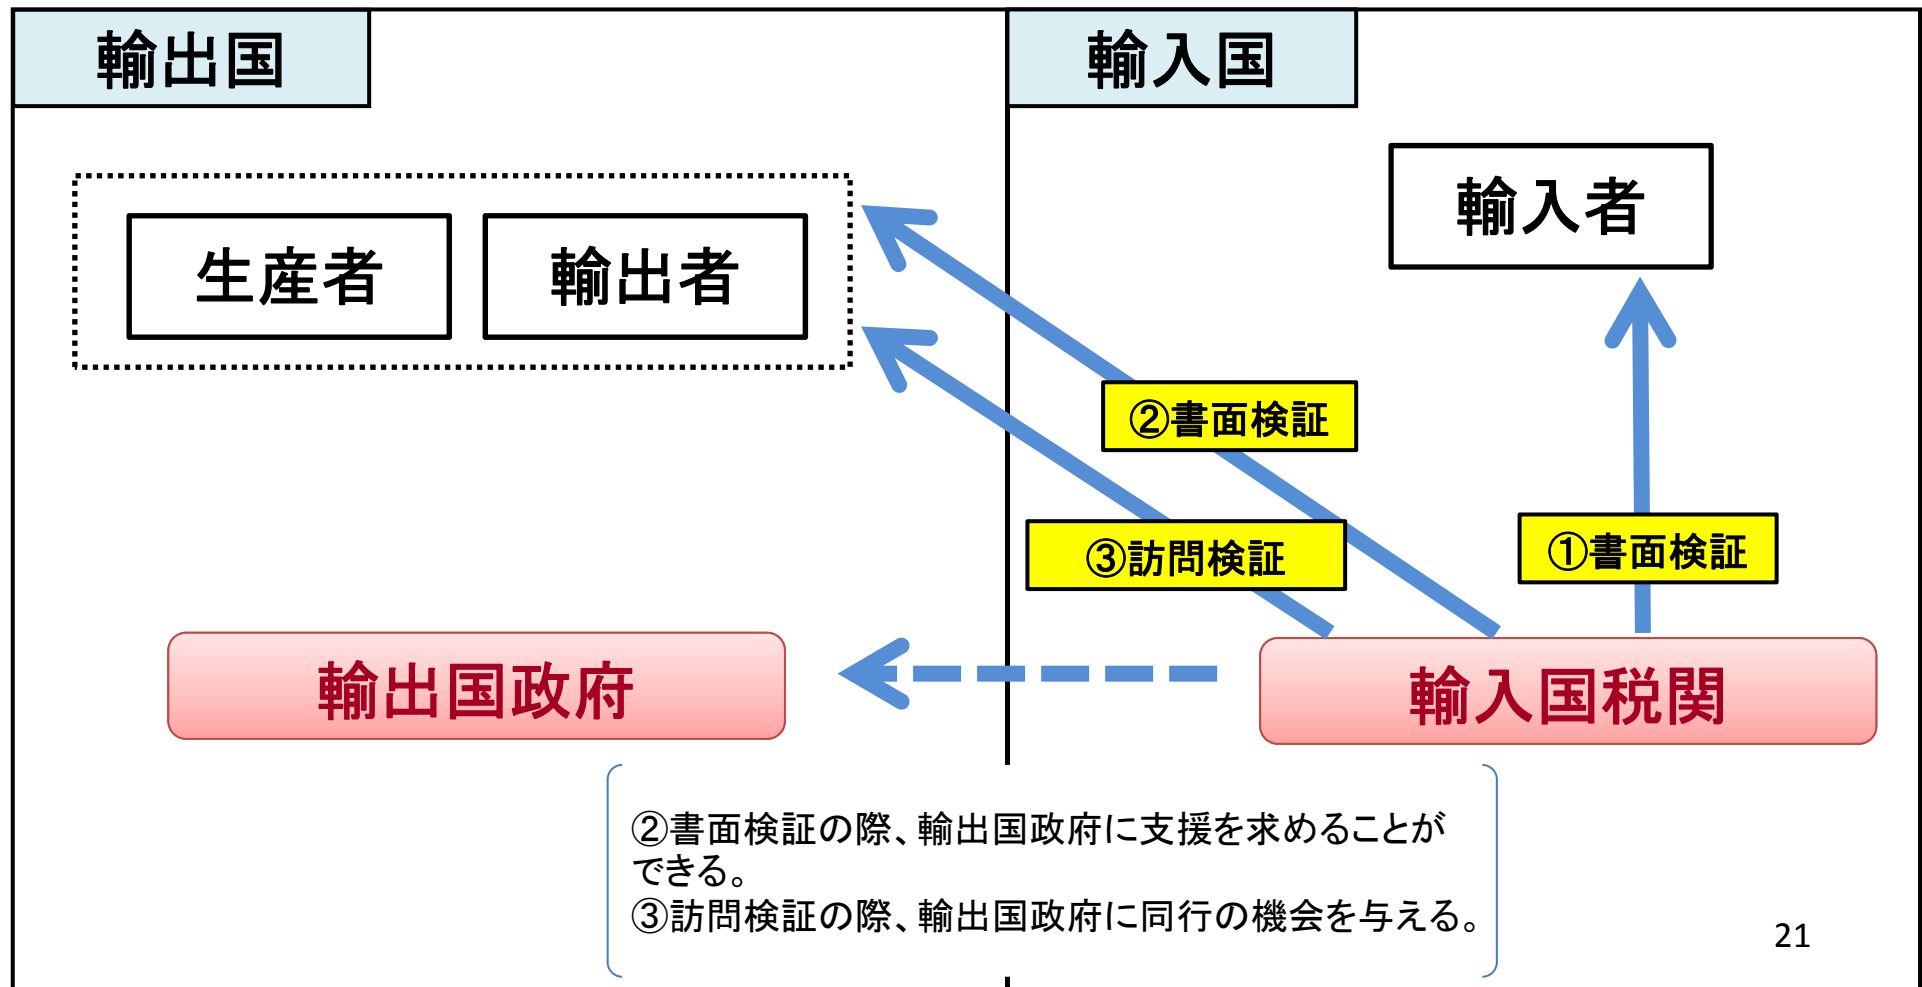 輸出国
輸入国
輸入者
生産者
輸出者
②書面検証
③訪問検証
①書面検証
輸出国政府
輸入国税関
②書面検証の際、輸出国政府に支援を求めることが
できる。
③訪問検証の際、輸出国政府に同行の機会を与える。
21